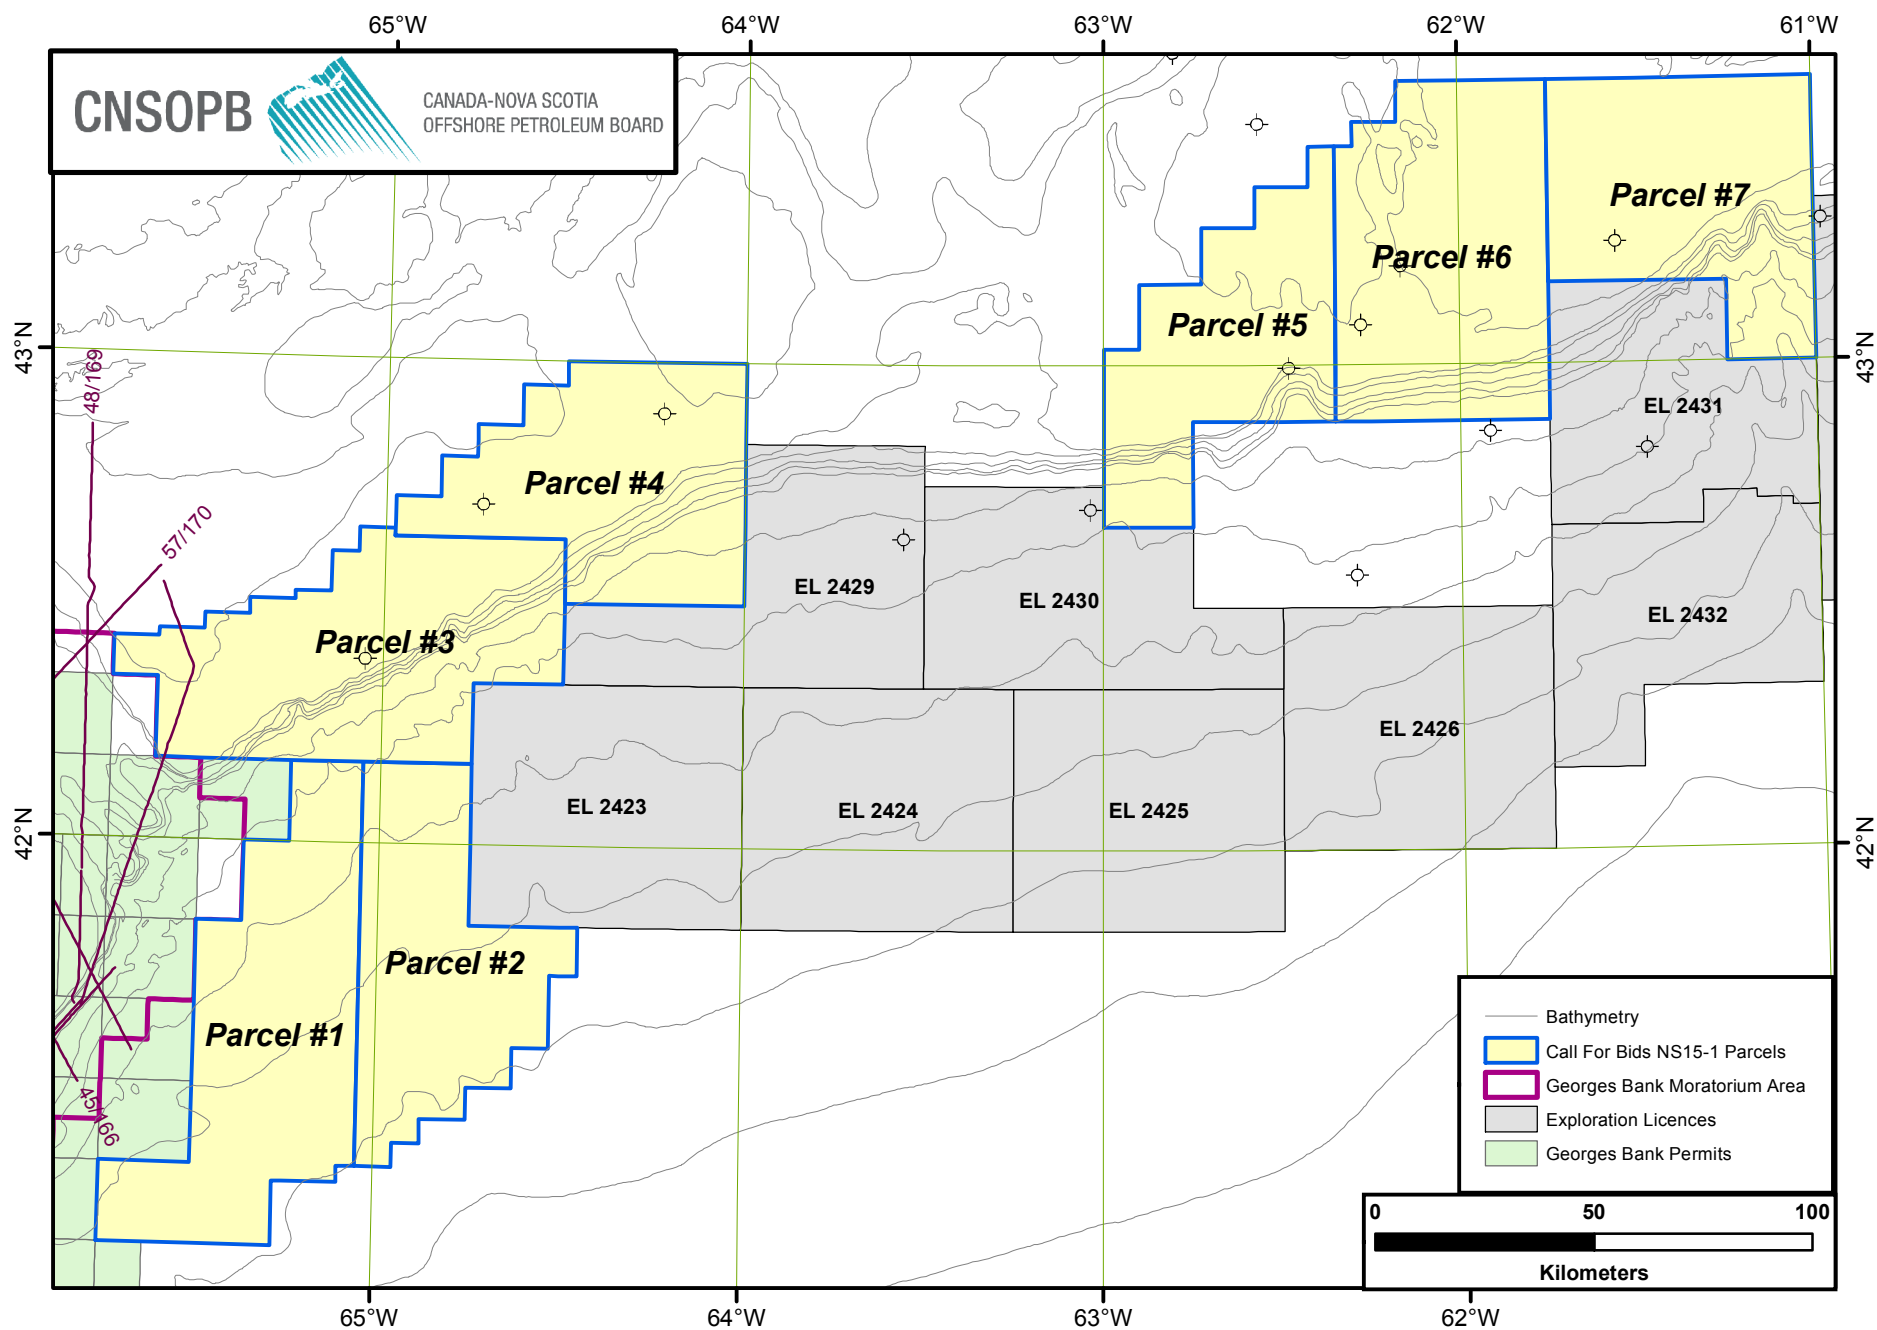 65°W
64°W
63°W
62°W
61°W
CNSOPB
CANADA-NOVA SCOTIA
OFFSHORE PETROLEUM BOARD
Parcel #7
Parcel #6
Parcel #5
43°N
43°N
48/169
EL 2431
Parcel #4
57/170
EL 2429
EL 2430
EL 2432
Parcel #3
EL 2426
EL 2423
EL 2424
EL 2425
42°N
42°N
Parcel #2
Parcel #1
45/166
Bathymetry
Call For Bids NS15-1 Parcels
Georges Bank Moratorium Area
Exploration Licences
Georges Bank Permits
0 50 100
Kilometers
65°W
64°W
63°W
62°W